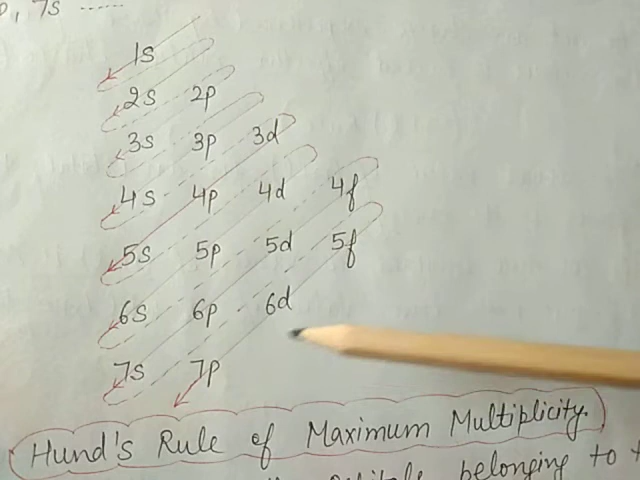 7s ......
1s
2s 2p
3s 3p 3d
4s 4p 4d 4f
5s 5p 5d 5f
6s 6p 6d
7s 7p
Hund's Rule of Maximum Multiplicity.
belonging to